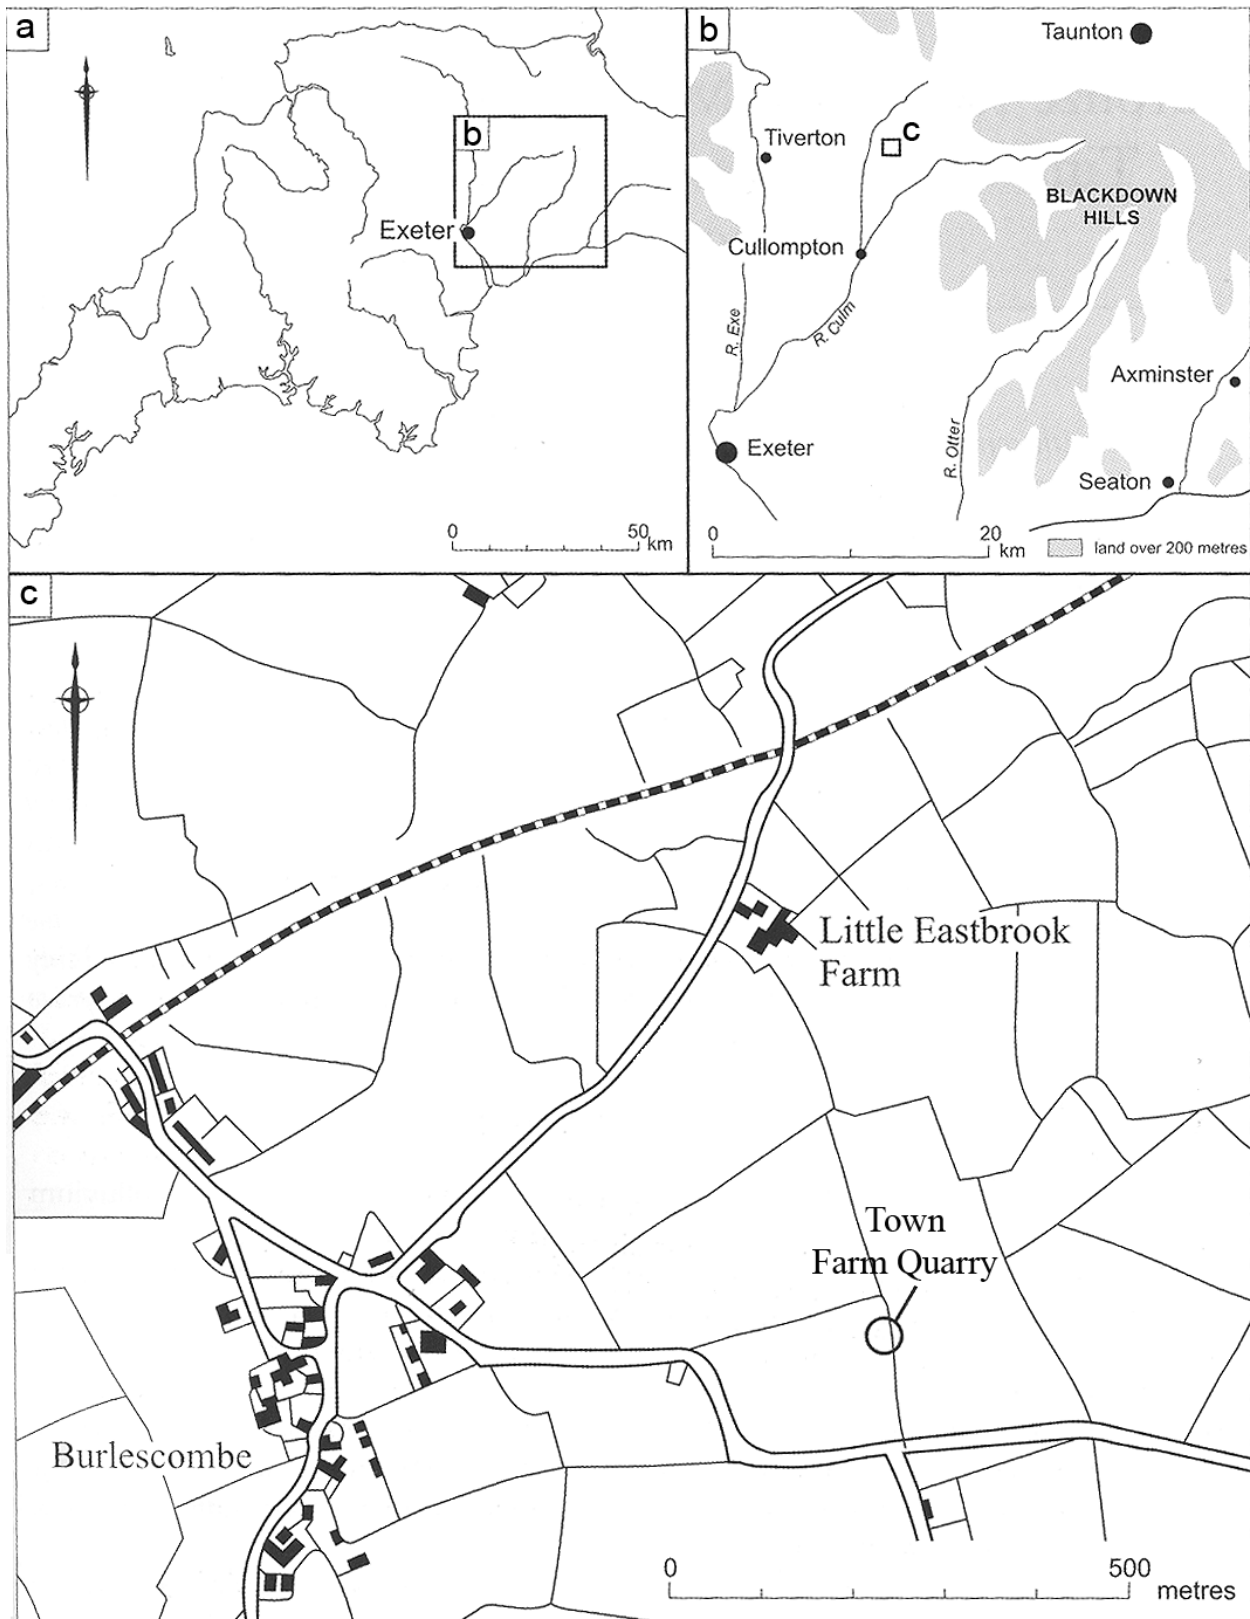 a
b
Exeter
0
50
km
b
Taunton
c
Tiverton
BLACKDOWN
HILLS
Cullompton
R. Exe
R. Culm
Axminster
R. Otter
Exeter
Seaton
0
20
km
land over 200 metres
c
Little Eastbrook
Farm
Town
Farm Quarry
Burlescombe
0
500
metres